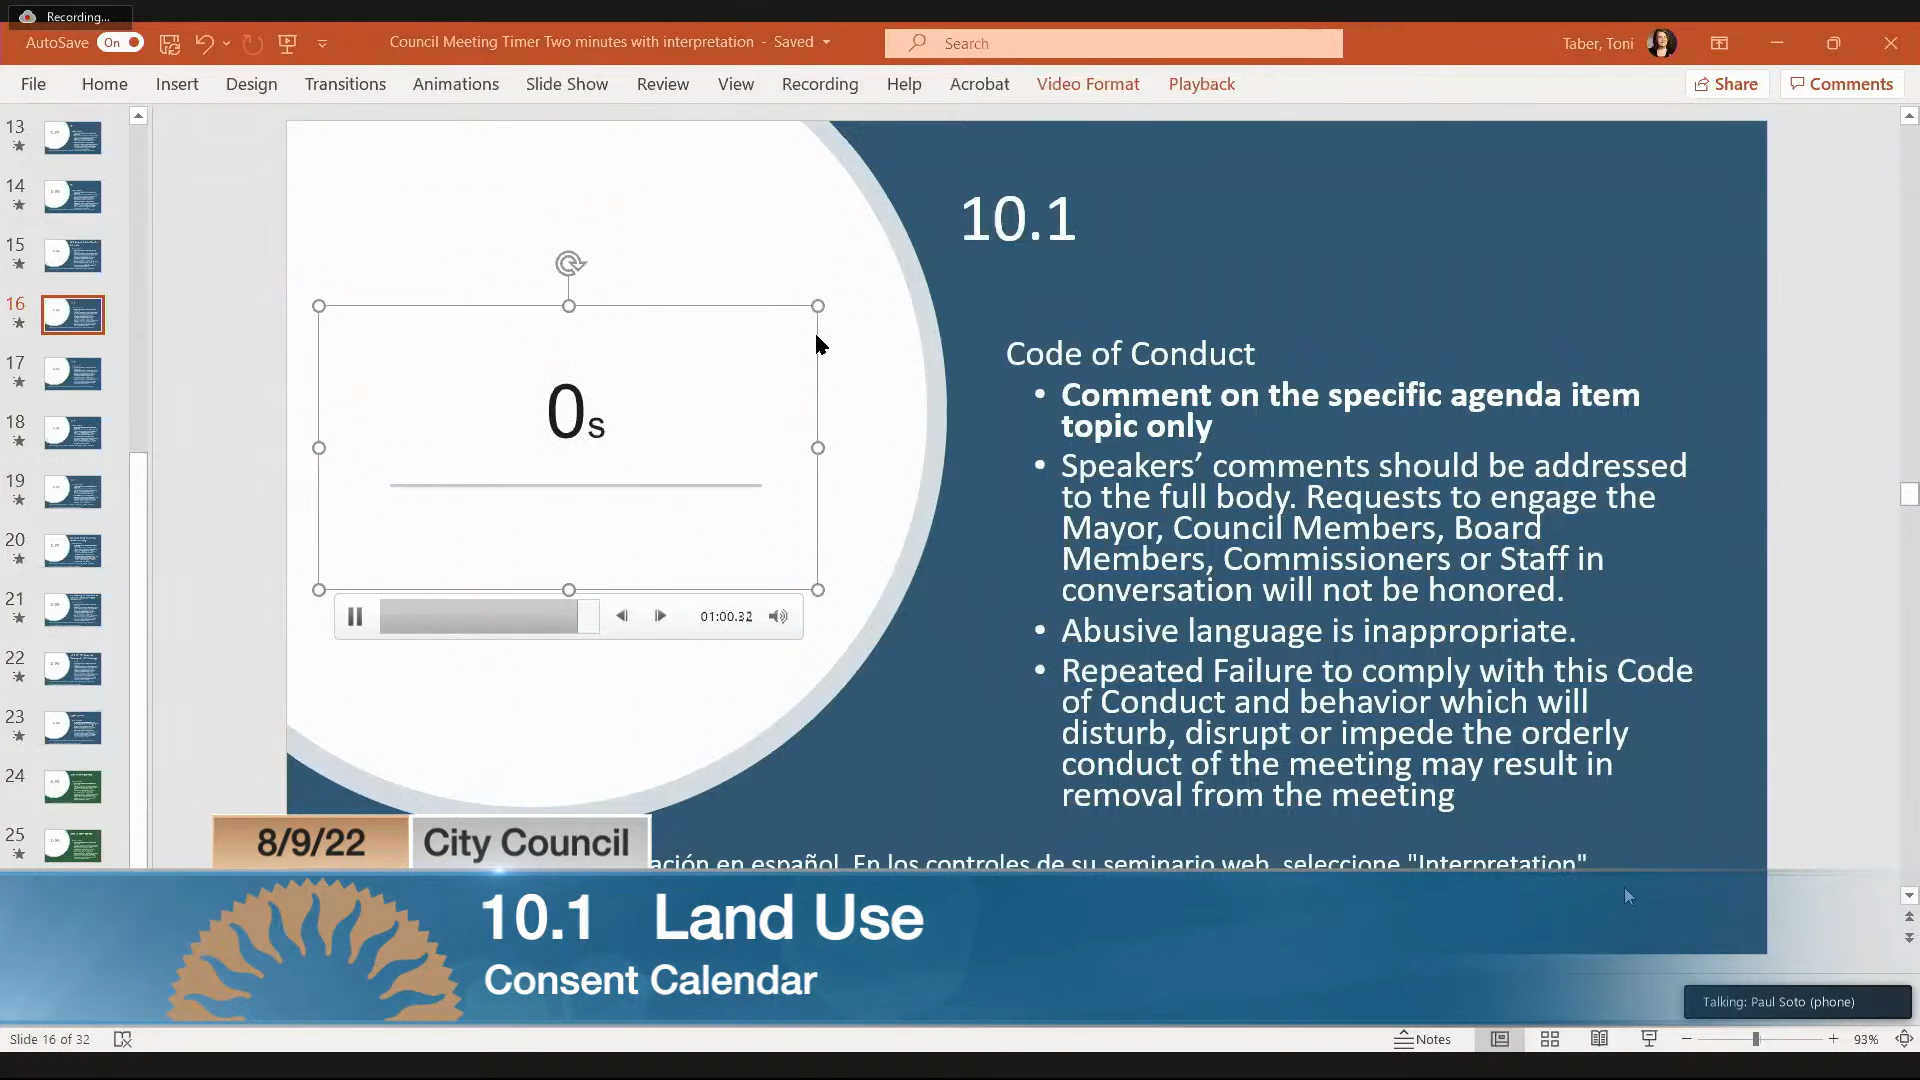 Recording...
AutoSave On
Council Meeting Timer Two minutes with interpretation - Saved
Search
Taber, Toni
File Home Insert Design Transitions Animations Slide Show Review View Recording Help Acrobat Video Format Playback
Share Comments
13
14
15
16
17
18
19
20
21
22
23
24
25
10.1
0s
01:00.32
Code of Conduct
• Comment on the specific agenda item
topic only
• Speakers’ comments should be addressed
to the full body. Requests to engage the
Mayor, Council Members, Board
Members, Commissioners or Staff in
conversation will not be honored.
• Abusive language is inappropriate.
• Repeated Failure to comply with this Code
of Conduct and behavior which will
disturb, disrupt or impede the orderly
conduct of the meeting may result in
removal from the meeting
ación en español. En los controles de su seminario web, seleccione "Interpretation"
8/9/22 City Council
10.1 Land Use
Consent Calendar
Talking: Paul Soto (phone)
Slide 16 of 32
Notes
93%